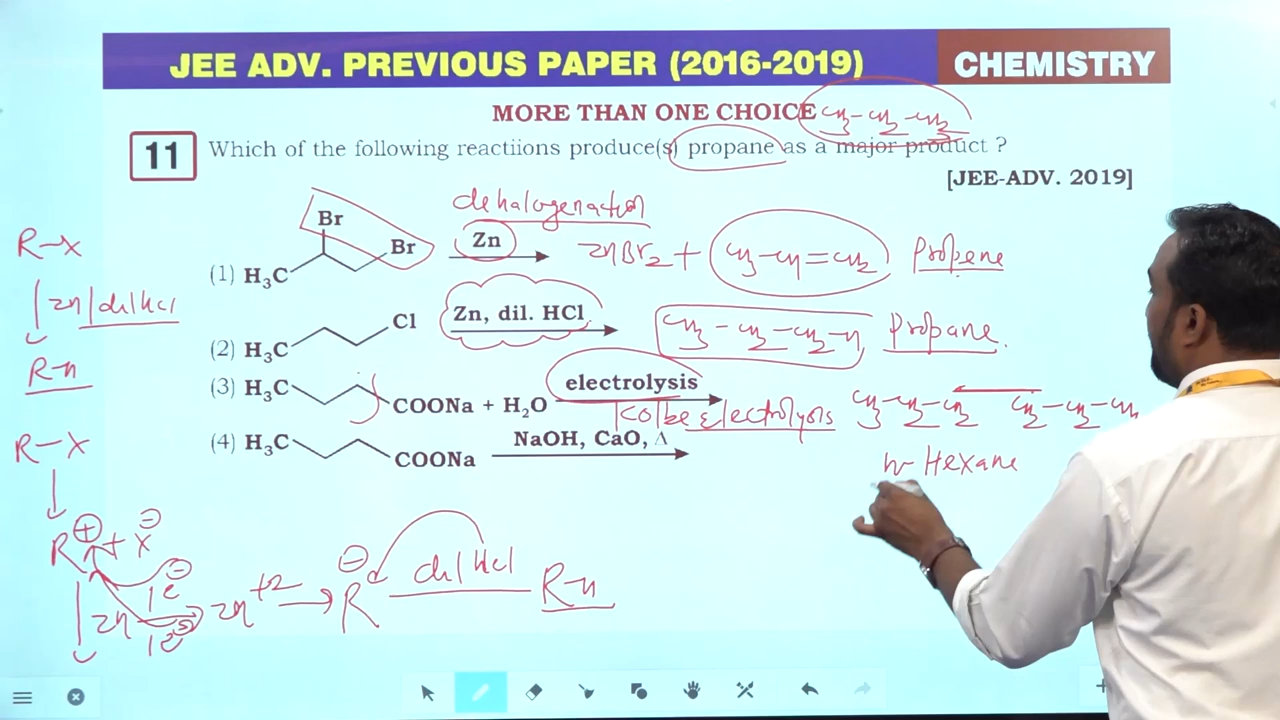 JEE ADV. PREVIOUS PAPER (2016-2019) CHEMISTRY
MORE THAN ONE CHOICE CH3-CH2-CH3
11 Which of the following reactiions produce(s) propane as a major product ?
[JEE-ADV. 2019]
dehalogenation
Br
Br
(1) H₃C
Zn
ZnBr2 + CH3-CH=CH2 Propene
Cl
(2) H₃C
Zn, dil. HCl
CH3-CH2-CH2-H Propane.
(3) H₃C
COONa + H₂O
electrolysis
Kolbe Electrolysis
CH3-CH2-CH2 CH2-CH2-CH3
n-Hexane
(4) H₃C
COONa
NaOH, CaO, Δ
R-X
Zn/dil HCl
R-H
R-X
R⊕ + X⊖
Zn
1e⊖
1e⊖
Zn+2
R⊖
dil HCl
R-H